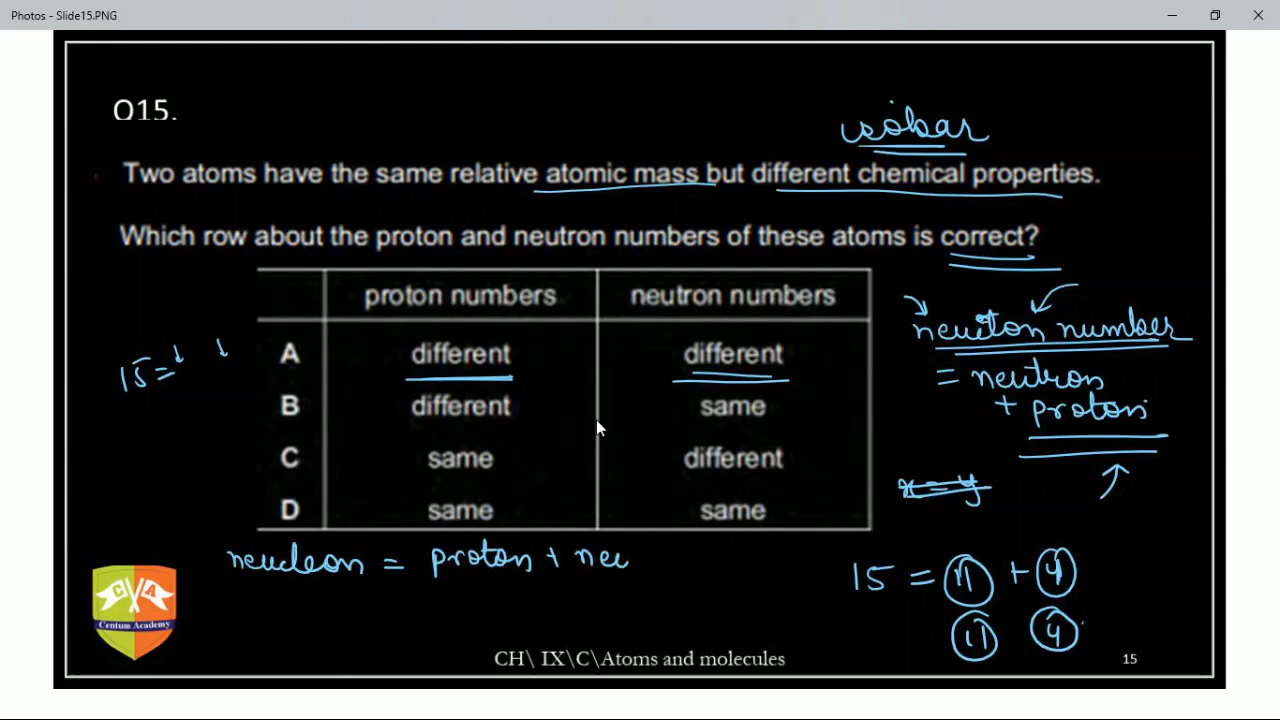 Photos - Slide15.PNG
Q15.
isobar
Two atoms have the same relative atomic mass but different chemical properties.
Which row about the proton and neutron numbers of these atoms is correct?
proton numbers neutron numbers
A different different
B different same
C same different
D same same
15 =
number
= neutron
+ proton
x = y
neucleon = proton + neu
15 = 11 + 4
11 4
Centum Academy
CH\ IX\C\Atoms and molecules
15